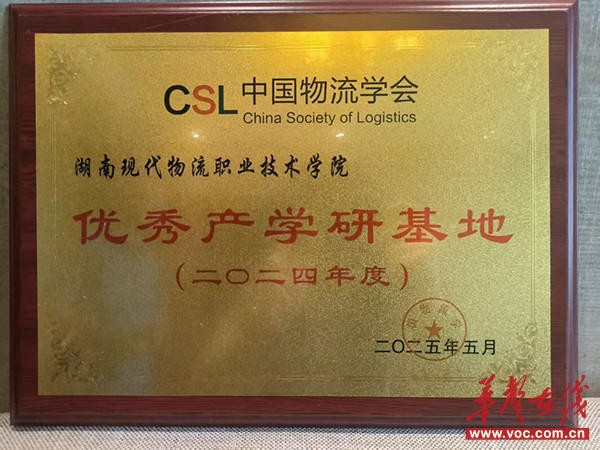 CSL中国物流学会
China Society of Logistics
湖南现代物流职业技术学院
优秀产学研基地
(二〇二四年度)
二〇二五年五月
华声在线
www.voc.com.cn